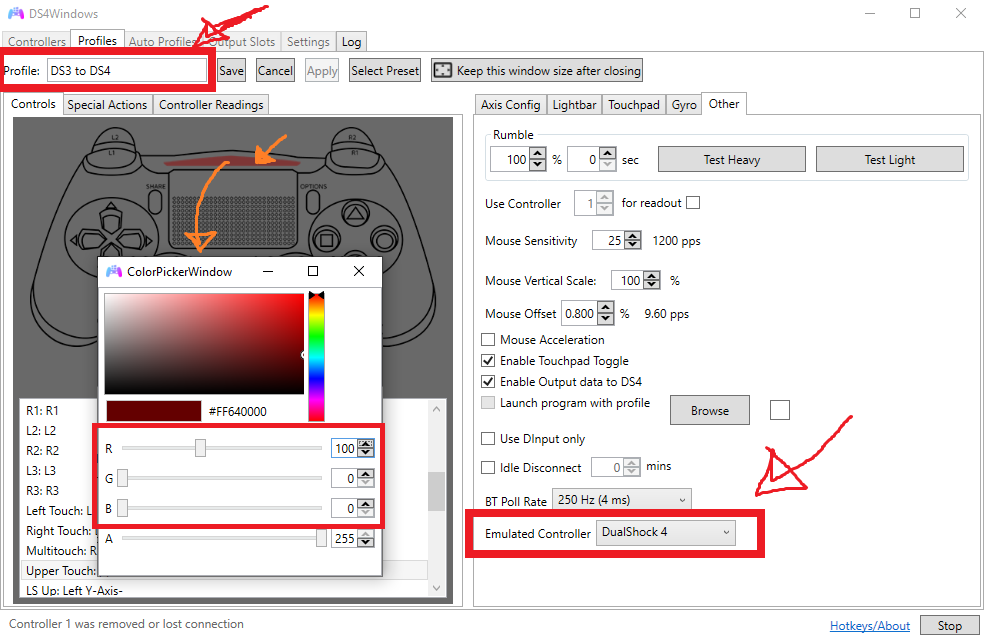 DS4Windows
Controllers Profiles Auto Profiles Output Slots Settings Log
Profile: DS3 to DS4 Save Cancel Apply Select Preset Keep this window size after closing
Controls Special Actions Controller Readings
Axis Config Lightbar Touchpad Gyro Other
L2
L1
R2
R1
SHARE
OPTIONS
ColorPickerWindow
#FF640000
R 100
G 0
B 0
A 255
R1: R1
L2: L2
R2: R2
L3: L3
R3: R3
Left Touch: L
Right Touch:
Multitouch: R
Upper Touch:
LS Up: Left Y-Axis-
Rumble
100 % 0 sec Test Heavy Test Light
Use Controller 1 for readout
Mouse Sensitivity 25 1200 pps
Mouse Vertical Scale: 100 %
Mouse Offset 0.800 % 9.60 pps
Mouse Acceleration
Enable Touchpad Toggle
Enable Output data to DS4
Launch program with profile Browse
Use DInput only
Idle Disconnect 0 mins
BT Poll Rate 250 Hz (4 ms)
Emulated Controller DualShock 4
Controller 1 was removed or lost connection
Hotkeys/About Stop